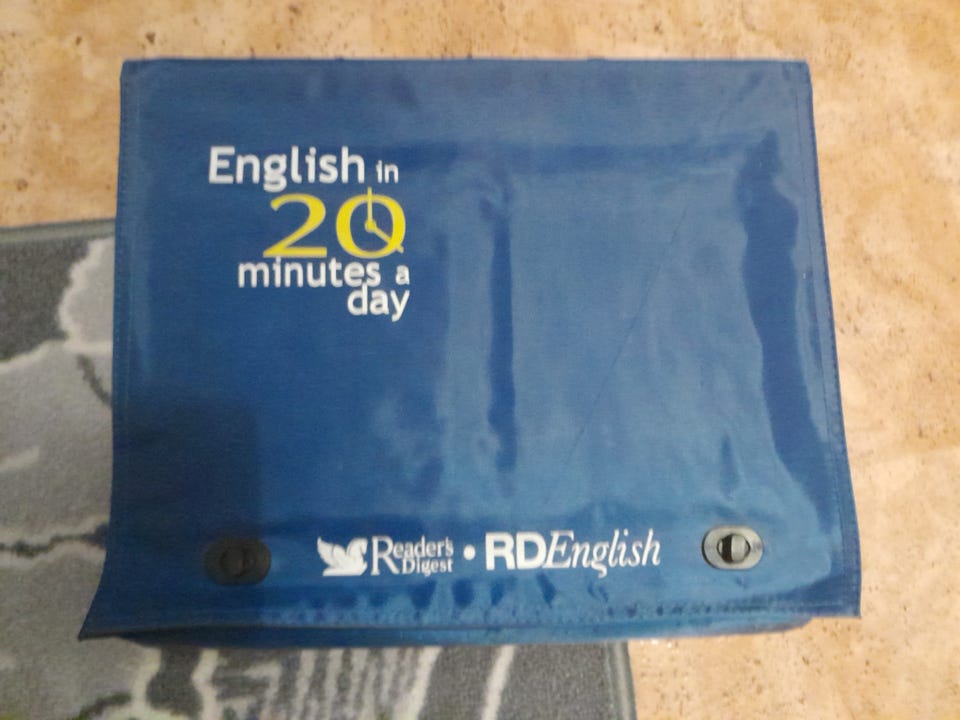 English in
20
minutes a
day
Reader's Digest • RDEnglish